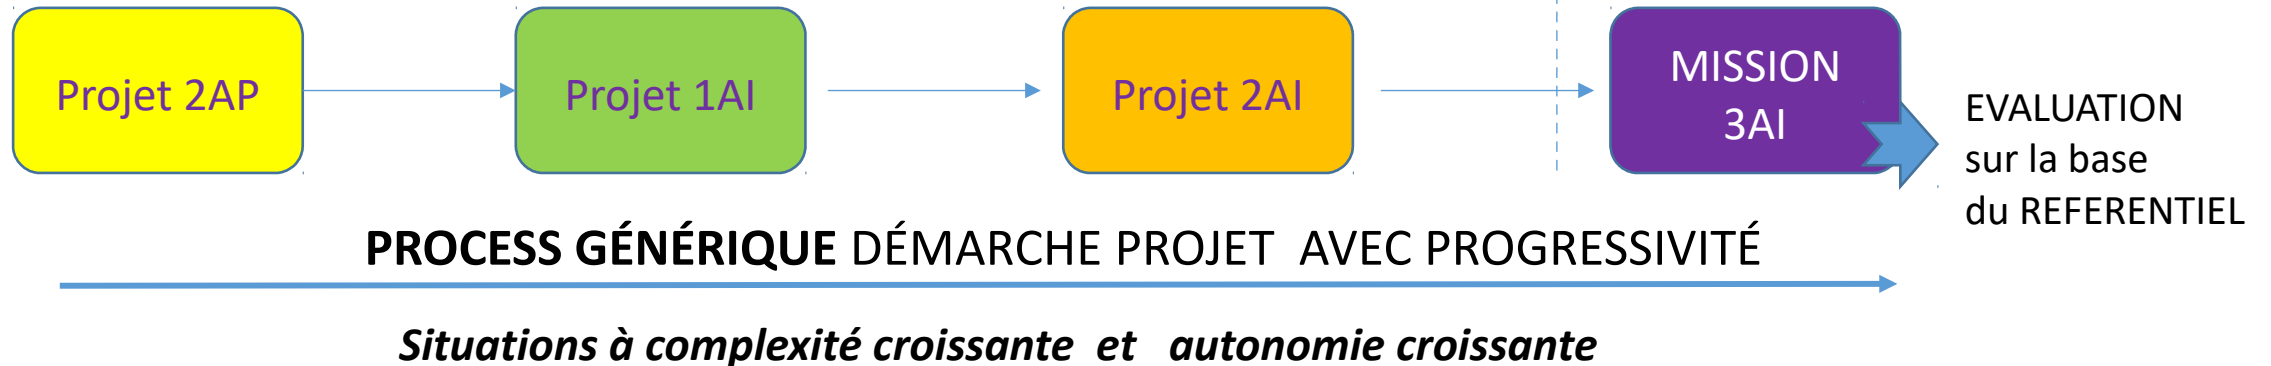 Projet 2AP
Projet 1AI
Projet 2AI
MISSION
3AI
EVALUATION
sur la base
du REFERENTIEL
PROCESS GÉNÉRIQUE DÉMARCHE PROJET  AVEC PROGRESSIVITÉ
Situations à complexité croissante  et   autonomie croissante